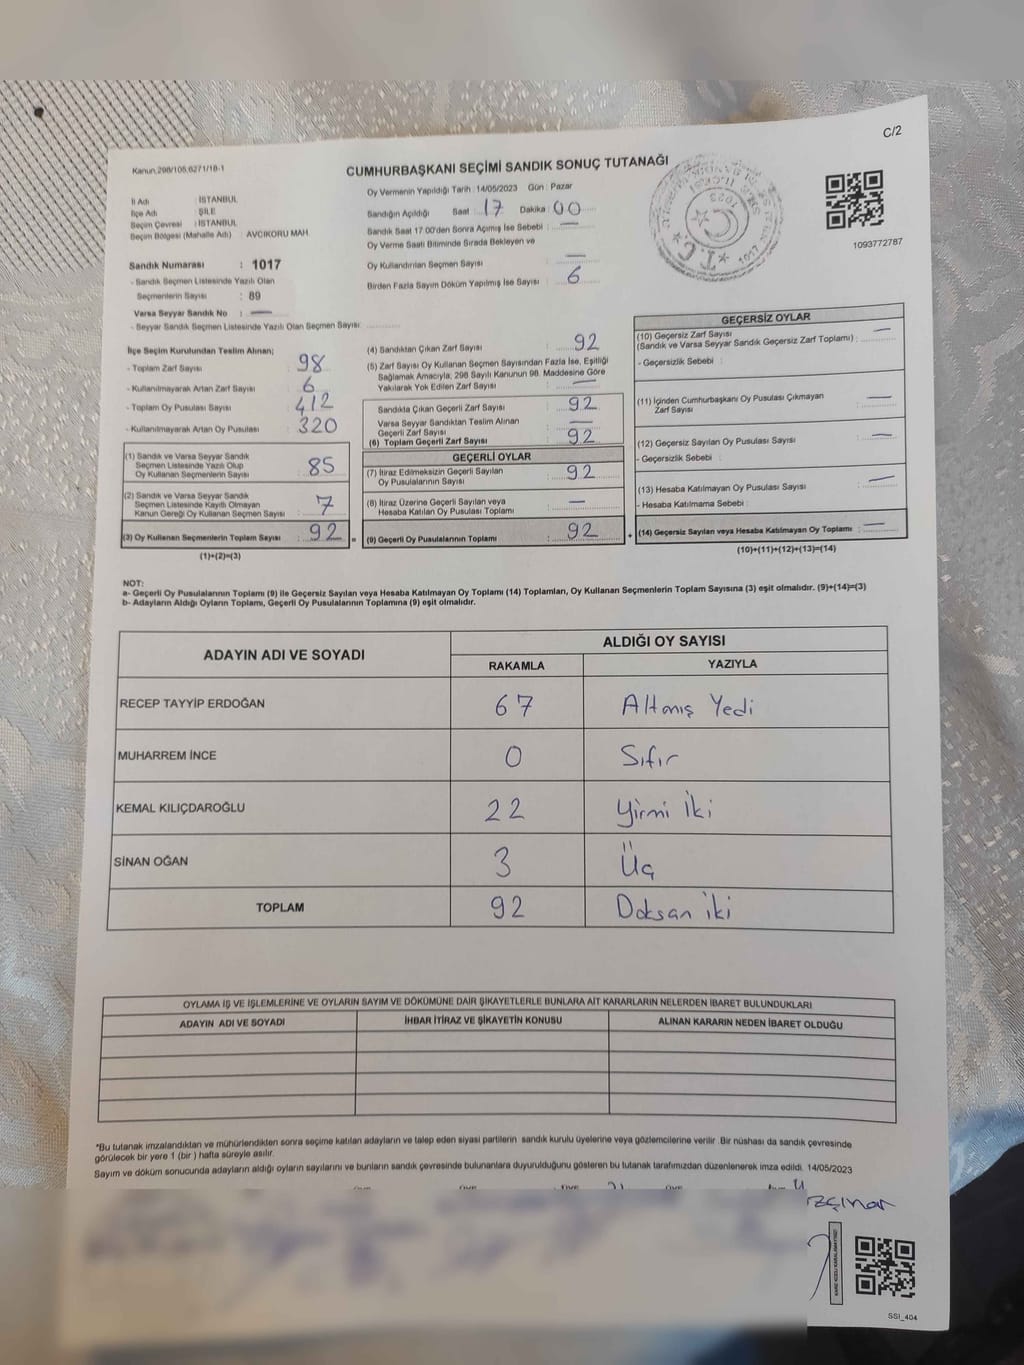 C/2
Kanun,298/105,6271/18-1
CUMHURBAŞKANI SEÇİMİ SANDIK SONUÇ TUTANAĞI
İl Adı : İSTANBUL
İlçe Adı : ŞİLE
Seçim Çevresi : İSTANBUL
Seçim Bölgesi (Mahalle Adı) : AVCIKORU MAH.
Sandık Numarası : 1017
- Sandık Seçmen Listesinde Yazılı Olan
Seçmenlerin Sayısı : 89
Varsa Seyyar Sandık No : —
- Seyyar Sandık Seçmen Listesinde Yazılı Olan Seçmen Sayısı:
Oy Vermenin Yapıldığı Tarih : 14/05/2023 Gün : Pazar
Sandığın Açıldığı Saat : 17 Dakika : 00
Sandık Saat 17.00'den Sonra Açımış İse Sebebi : —
Oy Verme Saati Bitiminde Sırada Bekleyen ve
Oy Kullandırılan Seçmen Sayısı : —
Birden Fazla Sayım Döküm Yapılmış İse Sayısı : 6
1093772787
İlçe Seçim Kurulundan Teslim Alınan;
- Toplam Zarf Sayısı : 98
- Kullanılmayarak Artan Zarf Sayısı : 6
- Toplam Oy Pusulası Sayısı : 412
- Kullanılmayarak Artan Oy Pusulası : 320
(1) Sandık ve Varsa Seyyar Sandık
Seçmen Listesinde Yazılı Olup
Oy Kullanan Seçmenlerin Sayısı : 85
(2) Sandık ve Varsa Seyyar Sandık
Seçmen Listesinde Kayıtlı Olmayan
Kanun Gereği Oy Kullanan Seçmen Sayısı : 7
(3) Oy Kullanan Seçmenlerin Toplam Sayısı : 92
(1)+(2)=(3)
(4) Sandıktan Çıkan Zarf Sayısı : 92
(5) Zarf Sayısı Oy Kullanan Seçmen Sayısından Fazla İse, Eşitliği
Sağlamak Amacıyla, 298 Sayılı Kanunun 98. Maddesine Göre
Yakılarak Yok Edilen Zarf Sayısı : —
Sandıkta Çıkan Geçerli Zarf Sayısı : 92
Varsa Seyyar Sandıktan Teslim Alınan
Geçerli Zarf Sayısı : —
(6) Toplam Geçerli Zarf Sayısı : 92
GEÇERLİ OYLAR
(7) İtiraz Edilmeksizin Geçerli Sayılan
Oy Pusulalarının Sayısı : 92
(8) İtiraz Üzerine Geçerli Sayılan veya
Hesaba Katılan Oy Pusulası Toplamı : —
(9) Geçerli Oy Pusulalarının Toplamı : 92
GEÇERSİZ OYLAR
(10) Geçersiz Zarf Sayısı
(Sandık ve Varsa Seyyar Sandık Geçersiz Zarf Toplamı) : —
- Geçersizlik Sebebi :
(11) İçinden Cumhurbaşkanı Oy Pusulası Çıkmayan
Zarf Sayısı : —
(12) Geçersiz Sayılan Oy Pusulası Sayısı : —
- Geçersizlik Sebebi :
(13) Hesaba Katılmayan Oy Pusulası Sayısı : —
- Hesaba Katılmama Sebebi :
(14) Geçersiz Sayılan veya Hesaba Katılmayan Oy Toplamı : —
(10)+(11)+(12)+(13)=(14)
NOT:
a- Geçerli Oy Pusulalarının Toplamı (9) ile Geçersiz Sayılan veya Hesaba Katılmayan Oy Toplamı (14) Toplamları, Oy Kullanan Seçmenlerin Toplam Sayısına (3) eşit olmalıdır. (9)+(14)=(3)
b- Adayların Aldığı Oyların Toplamı, Geçerli Oy Pusulalarının Toplamına (9) eşit olmalıdır.
ADAYIN ADI VE SOYADI
ALDIĞI OY SAYISI
RAKAMLA YAZIYLA
RECEP TAYYİP ERDOĞAN 67 Altmış Yedi
MUHARREM İNCE 0 Sıfır
KEMAL KILIÇDAROĞLU 22 Yirmi İki
SİNAN OĞAN 3 Üç
TOPLAM 92 Doksan iki
OYLAMA İŞ VE İŞLEMLERİNE VE OYLARIN SAYIM VE DÖKÜMÜNE DAİR ŞİKAYETLERLE BUNLARA AİT KARARLARIN NELERDEN İBARET BULUNDUKLARI
ADAYIN ADI VE SOYADI İHBAR İTİRAZ VE ŞİKAYETİN KONUSU ALINAN KARARIN NEDEN İBARET OLDUĞU
*Bu tutanak imzalandıktan ve mühürlendikten sonra seçime katılan adayların ve talep eden siyasi partilerin sandık kurulu üyelerine veya gözlemcilerine verilir. Bir nüshası da sandık çevresinde
görülecek bir yere 1 (bir ) hafta süreyle asılır.
Sayım ve döküm sonucunda adayların aldığı oyların sayılarını ve bunların sandık çevresinde bulunanlara duyurulduğunu gösteren bu tutanak tarafımızdan düzenlenerek imza edildi. 14/05/2023
SSI_404